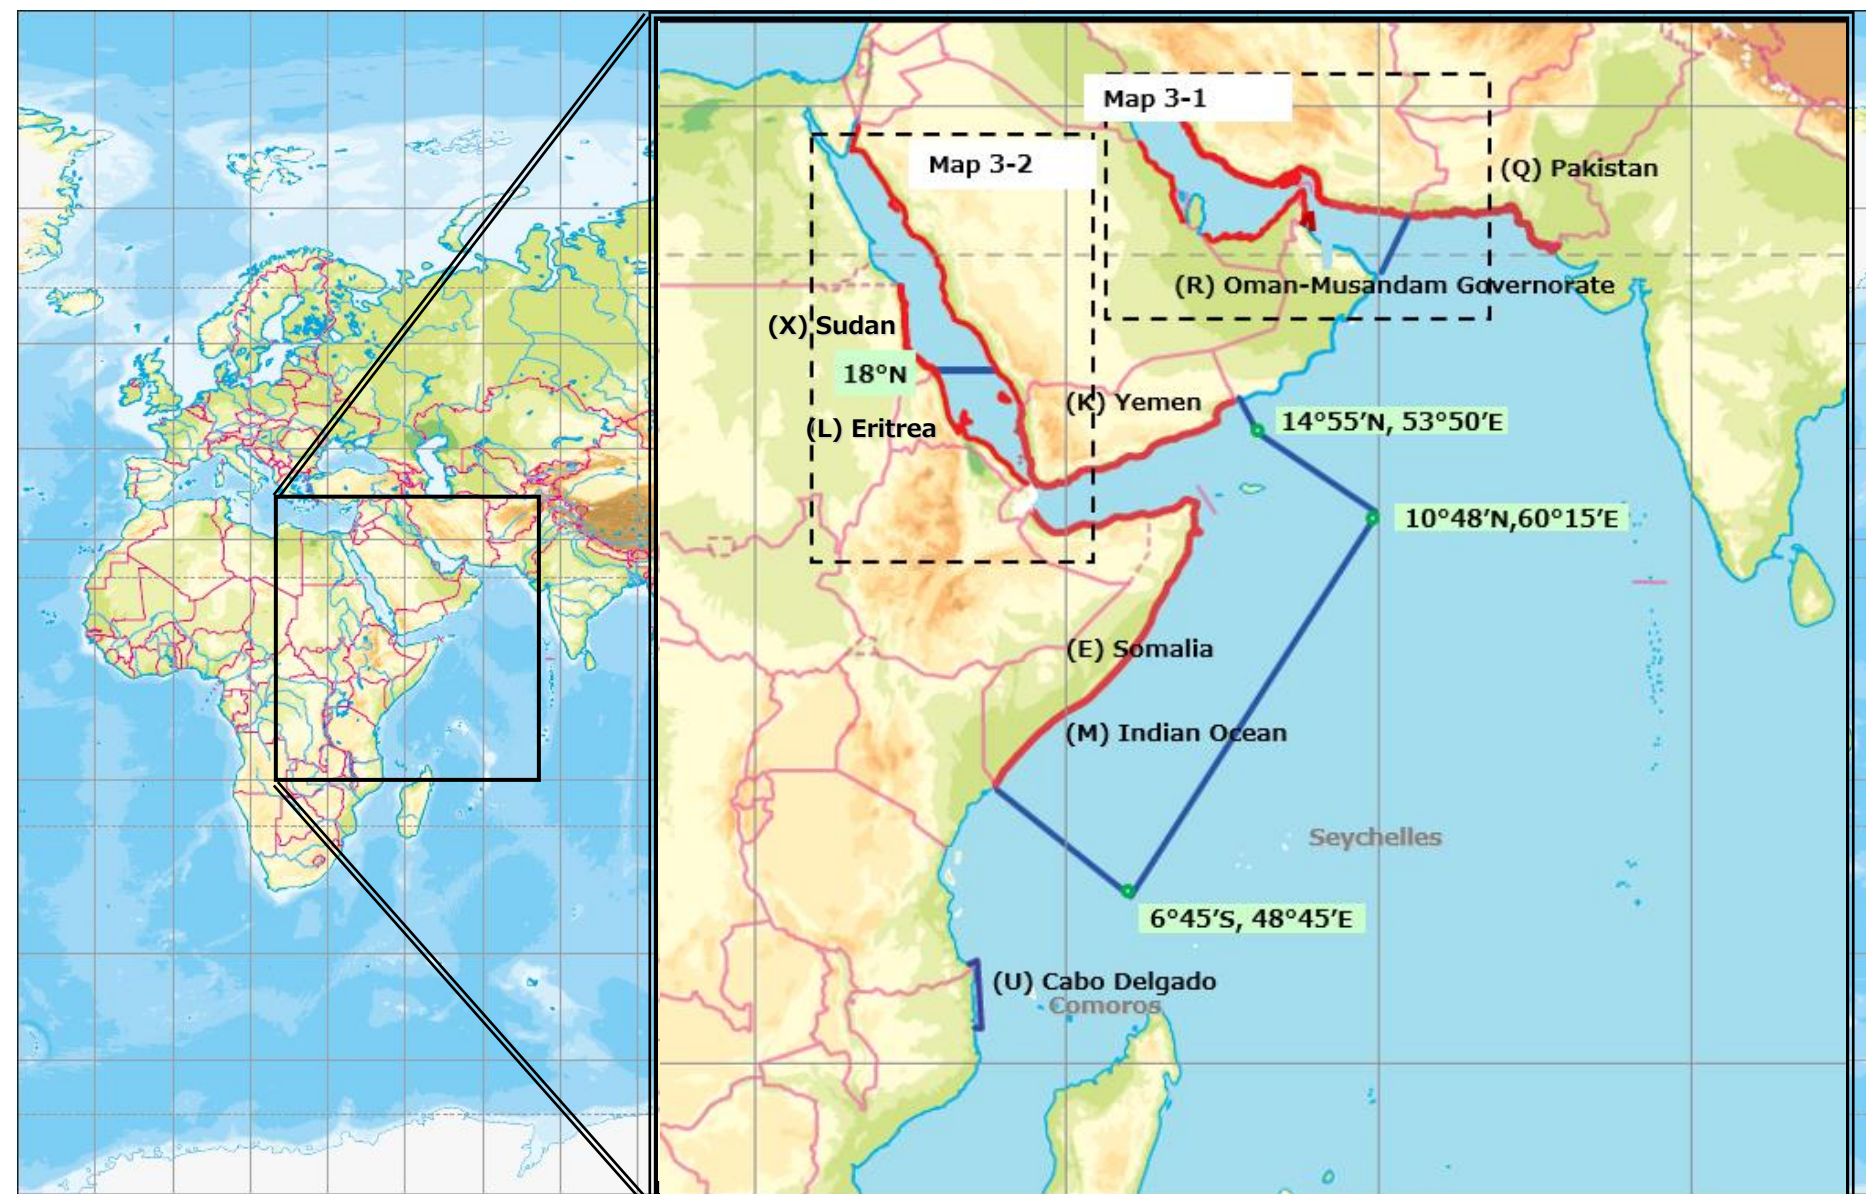 Map 3-1
Map 3-2
(Q) Pakistan
(R) Oman-Musandam Governorate
(X) Sudan
18°N
(K) Yemen
14°55′N, 53°50′E
(L) Eritrea
10°48′N,60°15′E
(E) Somalia
(M) Indian Ocean
Seychelles
6°45′S, 48°45′E
(U) Cabo Delgado
Comoros